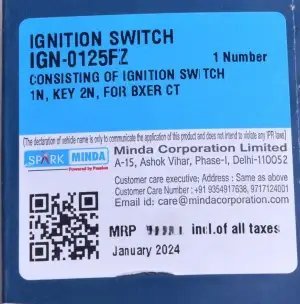 IGNITION SWITCH
IGN-0125FZ 1 Number
CONSISTING OF IGNITION SWITCH
1N, KEY 2N, FOR BXER CT
[The declaration of vehicle name is only to communicate the application of this product and does not intend to violate any IPR laws]
SPARK MINDA
Powered by Passion
Minda Corporation Limited
A-15, Ashok Vihar, Phase-I, Delhi-110052
Customer care executive; Address : Same as above
Customer Care Number : +91 9354917638, 9717124001
Email id: care@mindacorporation.com
MRP incl.of all taxes
January 2024